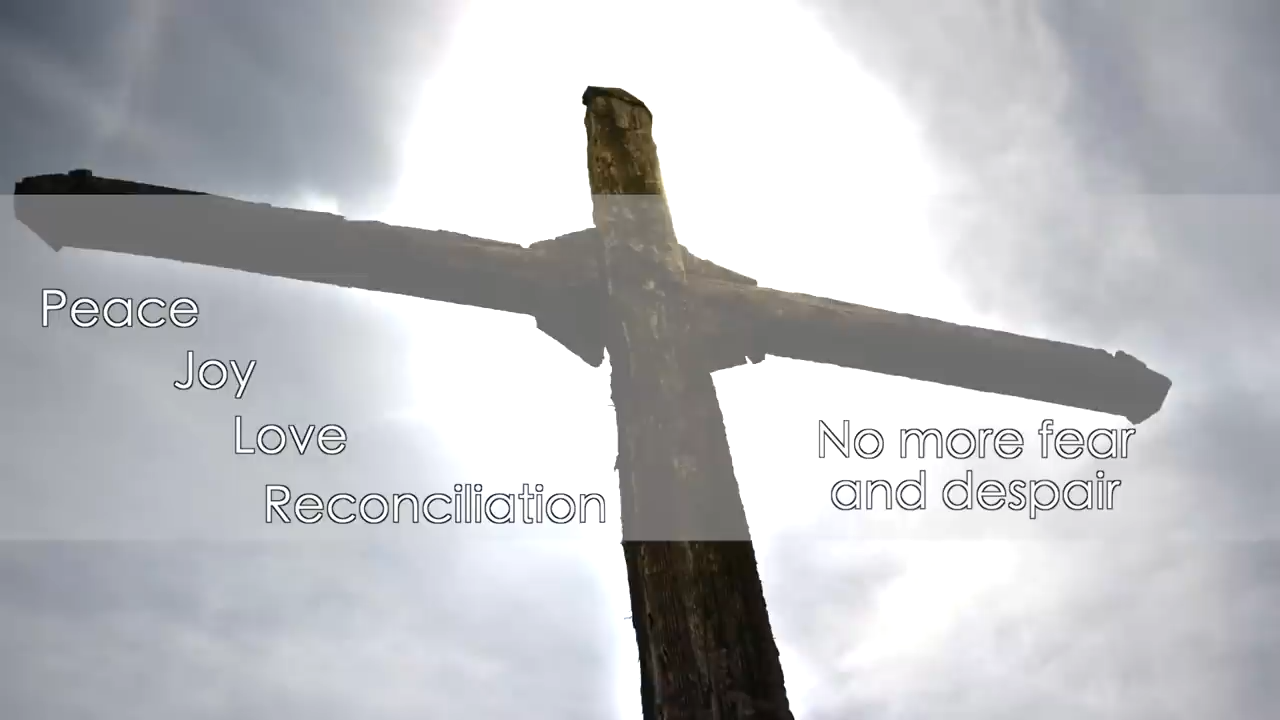 Peace
Joy
Love
Reconciliation
No more fear
and despair